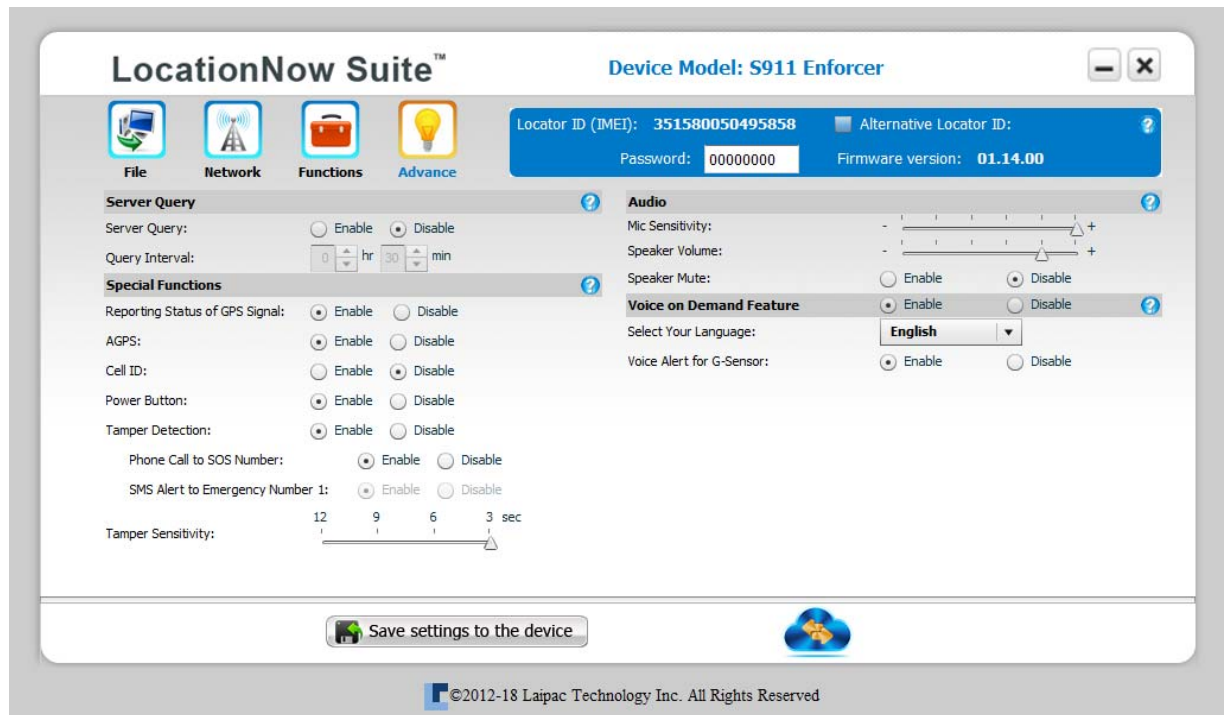 LocationNow Suite™
Device Model: S911 Enforcer
File
Network
Functions
Advance
Locator ID (IMEI): 351580050495858
Alternative Locator ID:
Password: 00000000
Firmware version: 01.14.00
Server Query
Server Query: Enable Disable
Query Interval: 0 hr 30 min
Special Functions
Reporting Status of GPS Signal: Enable Disable
AGPS: Enable Disable
Cell ID: Enable Disable
Power Button: Enable Disable
Tamper Detection: Enable Disable
Phone Call to SOS Number: Enable Disable
SMS Alert to Emergency Number 1: Enable Disable
12 9 6 3 sec
Tamper Sensitivity:
Audio
Mic Sensitivity: - +
Speaker Volume: - +
Speaker Mute: Enable Disable
Voice on Demand Feature Enable Disable
Select Your Language: English
Voice Alert for G-Sensor: Enable Disable
Save settings to the device
©2012-18 Laipac Technology Inc. All Rights Reserved